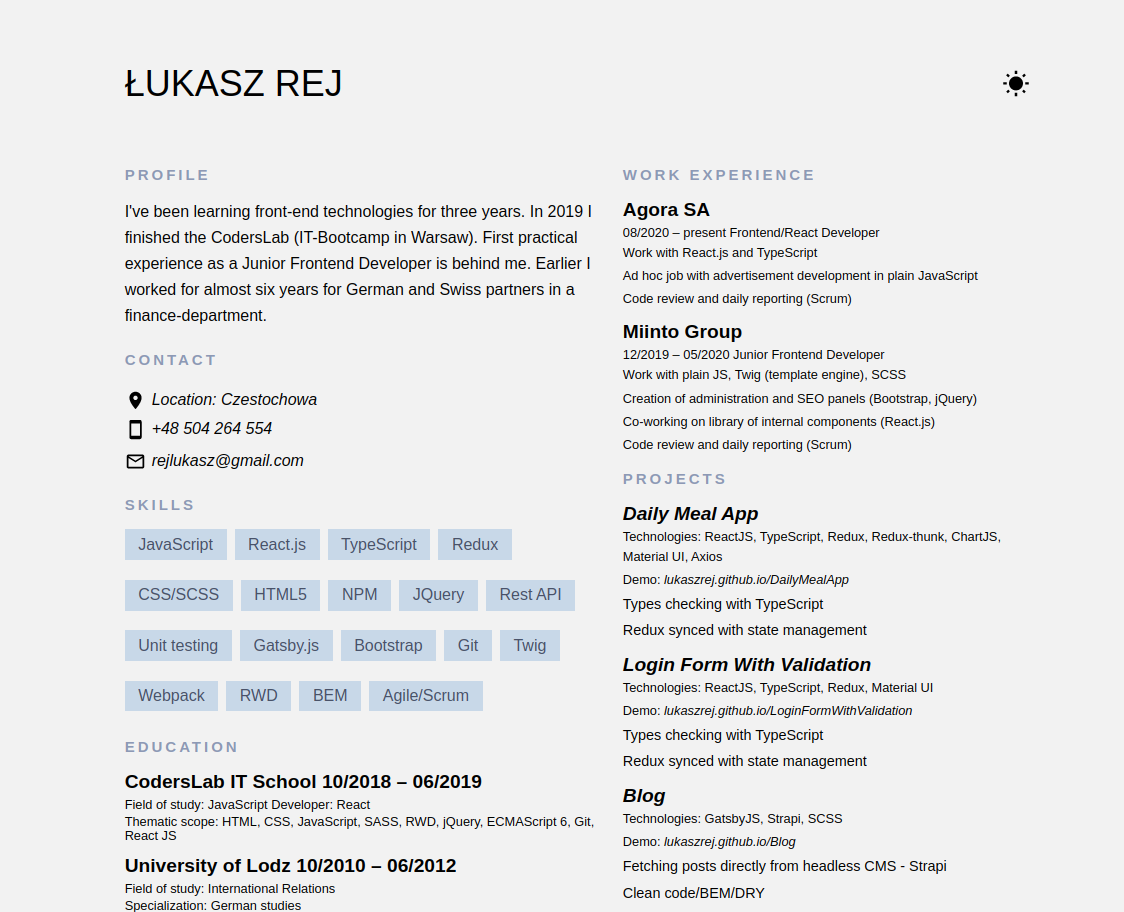 ŁUKASZ REJ
PROFILE
I've been learning front-end technologies for three years. In 2019 I
finished the CodersLab (IT-Bootcamp in Warsaw). First practical
experience as a Junior Frontend Developer is behind me. Earlier I
worked for almost six years for German and Swiss partners in a
finance-department.
CONTACT
Location: Czestochowa
+48 504 264 554
rejlukasz@gmail.com
SKILLS
JavaScript React.js TypeScript Redux
CSS/SCSS HTML5 NPM JQuery Rest API
Unit testing Gatsby.js Bootstrap Git Twig
Webpack RWD BEM Agile/Scrum
EDUCATION
CodersLab IT School 10/2018 – 06/2019
Field of study: JavaScript Developer: React
Thematic scope: HTML, CSS, JavaScript, SASS, RWD, jQuery, ECMAScript 6, Git,
React JS
University of Lodz 10/2010 – 06/2012
Field of study: International Relations
Specialization: German studies
WORK EXPERIENCE
Agora SA
08/2020 – present Frontend/React Developer
Work with React.js and TypeScript
Ad hoc job with advertisement development in plain JavaScript
Code review and daily reporting (Scrum)
Miinto Group
12/2019 – 05/2020 Junior Frontend Developer
Work with plain JS, Twig (template engine), SCSS
Creation of administration and SEO panels (Bootstrap, jQuery)
Co-working on library of internal components (React.js)
Code review and daily reporting (Scrum)
PROJECTS
Daily Meal App
Technologies: ReactJS, TypeScript, Redux, Redux-thunk, ChartJS,
Material UI, Axios
Demo: lukaszrej.github.io/DailyMealApp
Types checking with TypeScript
Redux synced with state management
Login Form With Validation
Technologies: ReactJS, TypeScript, Redux, Material UI
Demo: lukaszrej.github.io/LoginFormWithValidation
Types checking with TypeScript
Redux synced with state management
Blog
Technologies: GatsbyJS, Strapi, SCSS
Demo: lukaszrej.github.io/Blog
Fetching posts directly from headless CMS - Strapi
Clean code/BEM/DRY